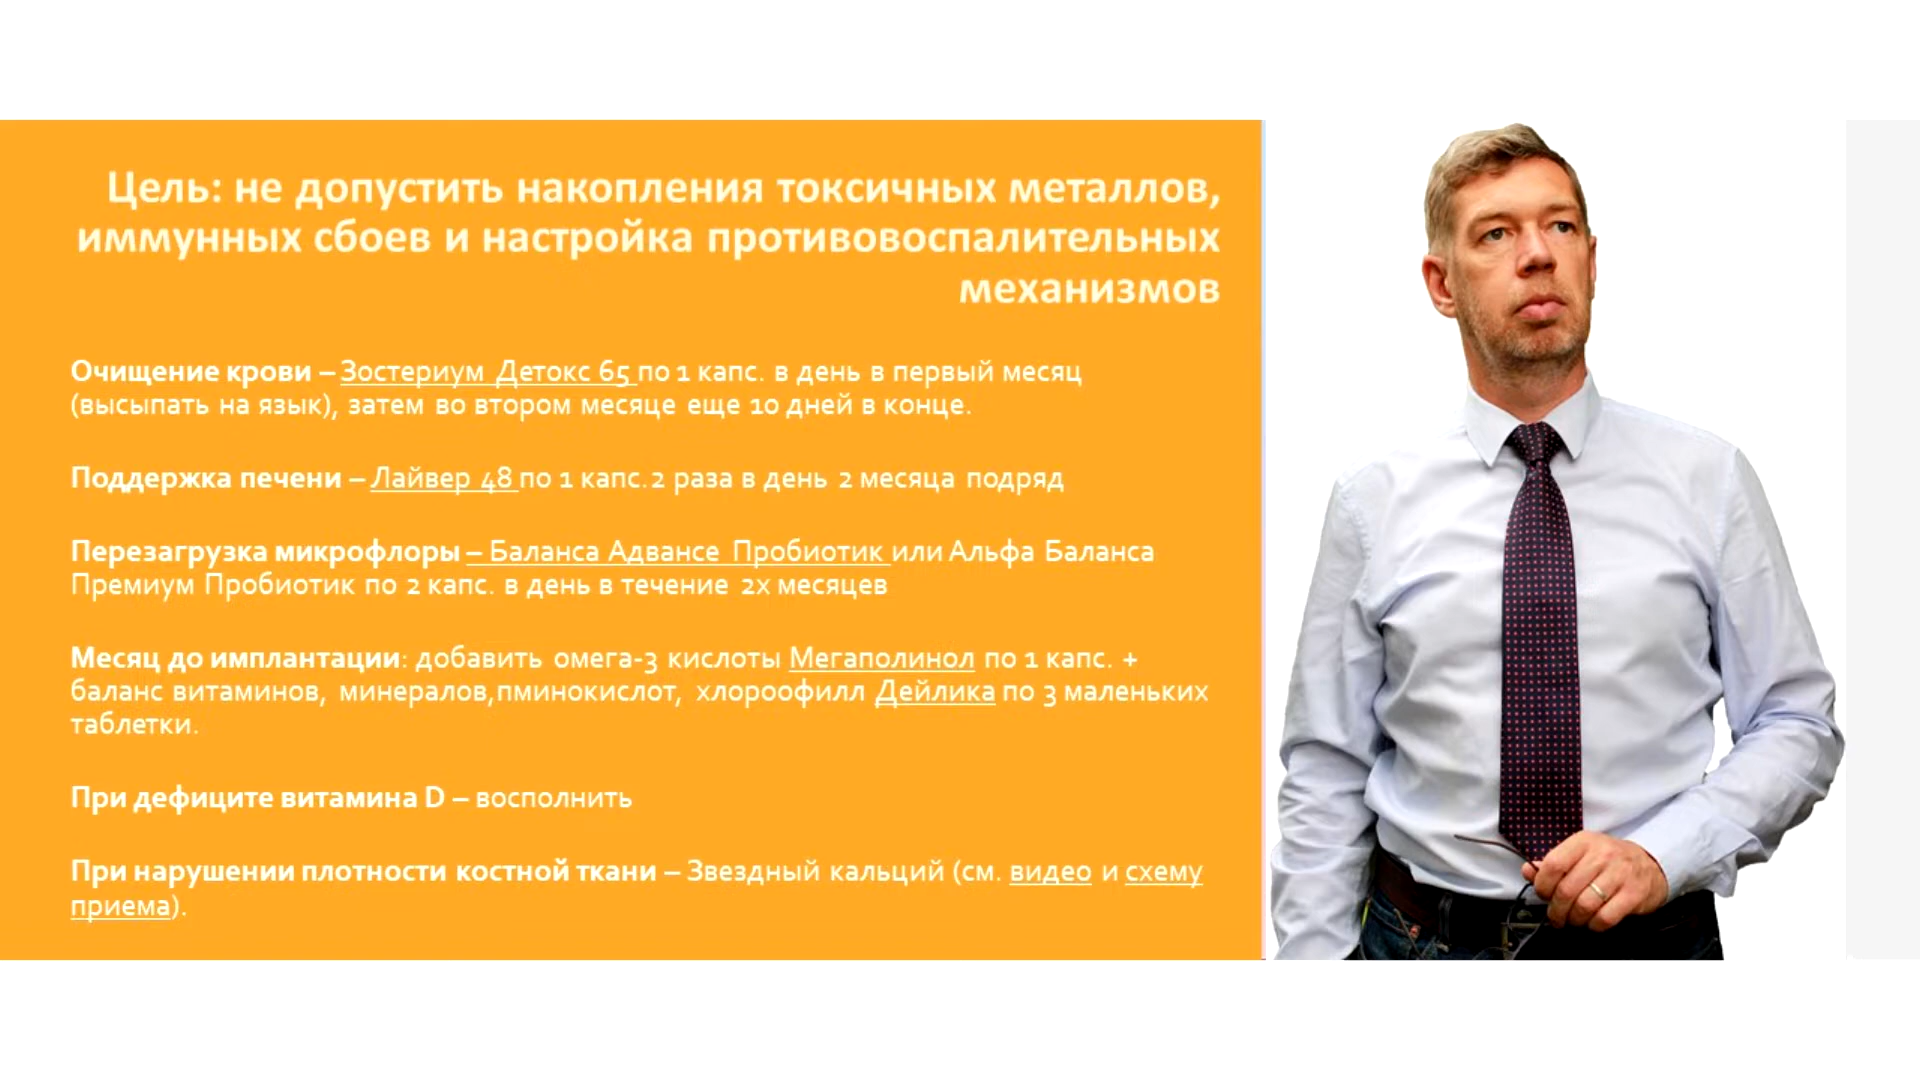 Цель: не допустить накопления токсичных металлов,
иммунных сбоев и настройка противовоспалительных
механизмов
Очищение крови – Зостериум Детокс 65 по 1 капс. в день в первый месяц
(высыпать на язык), затем во втором месяце еще 10 дней в конце.
Поддержка печени – Лайвер 48 по 1 капс.2 раза в день 2 месяца подряд
Перезагрузка микрофлоры – Баланса Адвансе Пробиотик или Альфа Баланса
Премиум Пробиотик по 2 капс. в день в течение 2х месяцев
Месяц до имплантации: добавить омега-3 кислоты Мегаполинол по 1 капс. +
баланс витаминов, минералов,пминокислот, хлороофилл Дейлика по 3 маленьких
таблетки.
При дефиците витамина D – восполнить
При нарушении плотности костной ткани – Звездный кальций (см. видео и схему
приема).